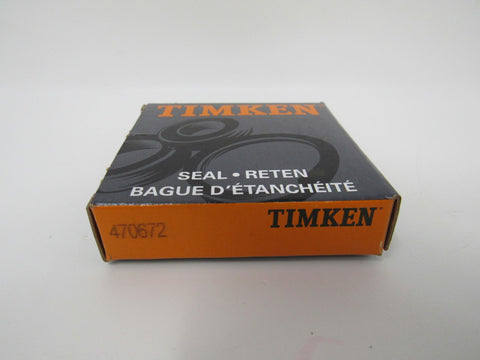 TIMKEN
SEAL • RETEN
BAGUE D'ÉTANCHÉITÉ
470672
TIMKEN